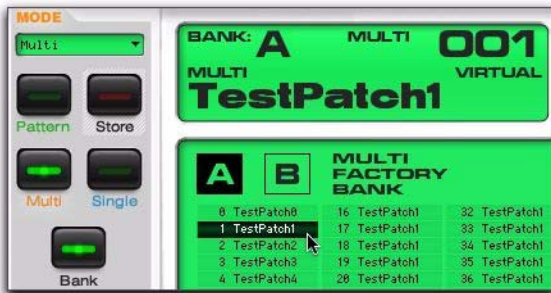 MODE
Multi
Pattern
Store
Multi
Single
Bank
BANK: A MULTI 001
MULTI VIRTUAL
TestPatch1
A B MULTI FACTORY BANK
0 TestPatch0 16 TestPatch1 32 TestPatch1
1 TestPatch1 17 TestPatch1 33 TestPatch1
2 TestPatch2 18 TestPatch1 34 TestPatch1
3 TestPatch3 19 TestPatch1 35 TestPatch1
4 TestPatch4 20 TestPatch1 36 TestPatch1